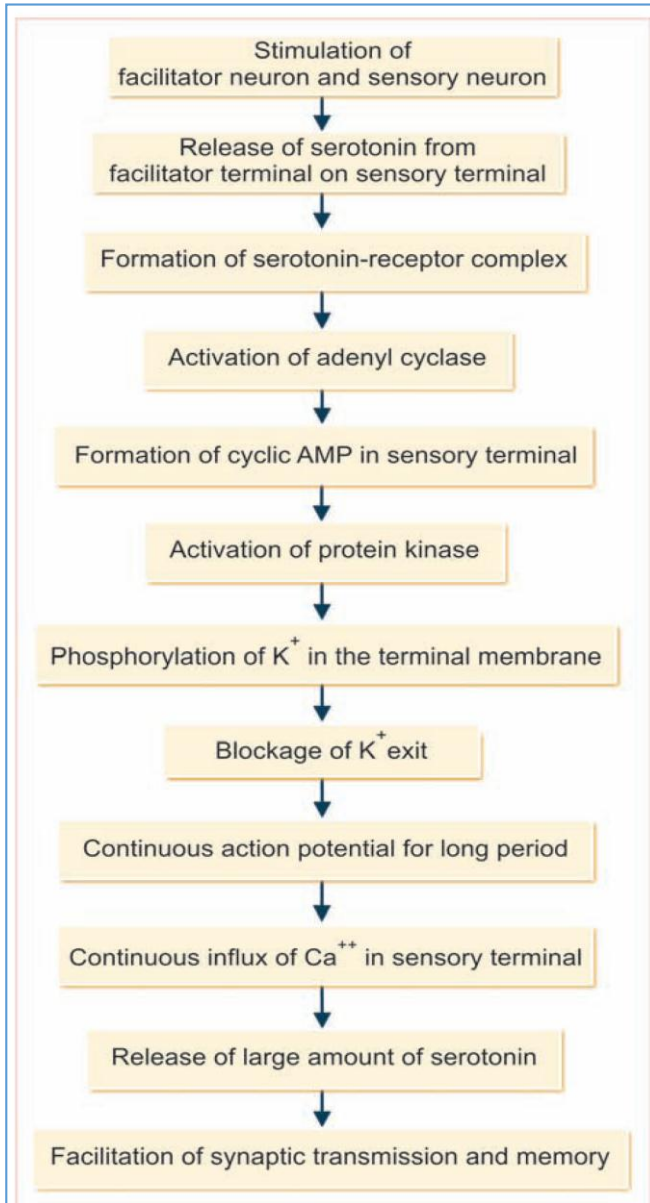 Stimulation of
facilitator neuron and sensory neuron
Release of serotonin from
facilitator terminal on sensory terminal
Formation of serotonin-receptor complex
Activation of adenyl cyclase
Formation of cyclic AMP in sensory terminal
Activation of protein kinase
Phosphorylation of K⁺ in the terminal membrane
Blockage of K⁺ exit
Continuous action potential for long period
Continuous influx of Ca⁺⁺ in sensory terminal
Release of large amount of serotonin
Facilitation of synaptic transmission and memory